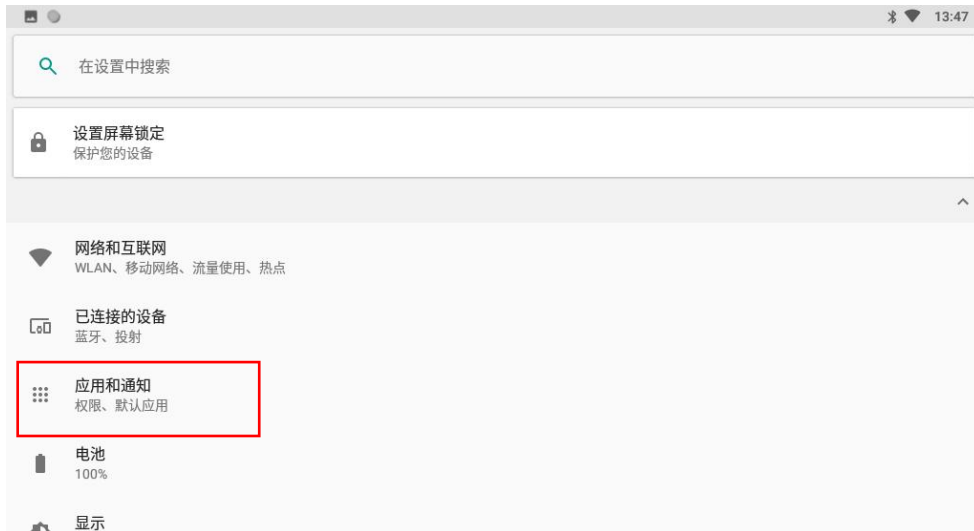 13:47
在设置中搜索
设置屏幕锁定
保护您的设备
网络和互联网
WLAN、移动网络、流量使用、热点
已连接的设备
蓝牙、投射
应用和通知
权限、默认应用
电池
100%
显示